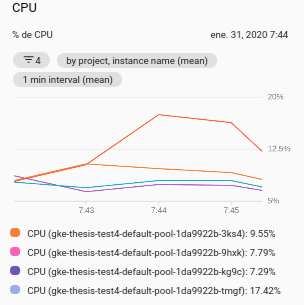 CPU
% de CPU ene. 31, 2020 7:44
4 by project, instance name (mean)
1 min interval (mean)
20%
12.5%
5%
7:43 7:44 7:45
CPU (gke-thesis-test4-default-pool-1da9922b-3ks4): 9.55%
CPU (gke-thesis-test4-default-pool-1da9922b-9hxk): 7.79%
CPU (gke-thesis-test4-default-pool-1da9922b-kg9c): 7.29%
CPU (gke-thesis-test4-default-pool-1da9922b-tmgf): 17.42%